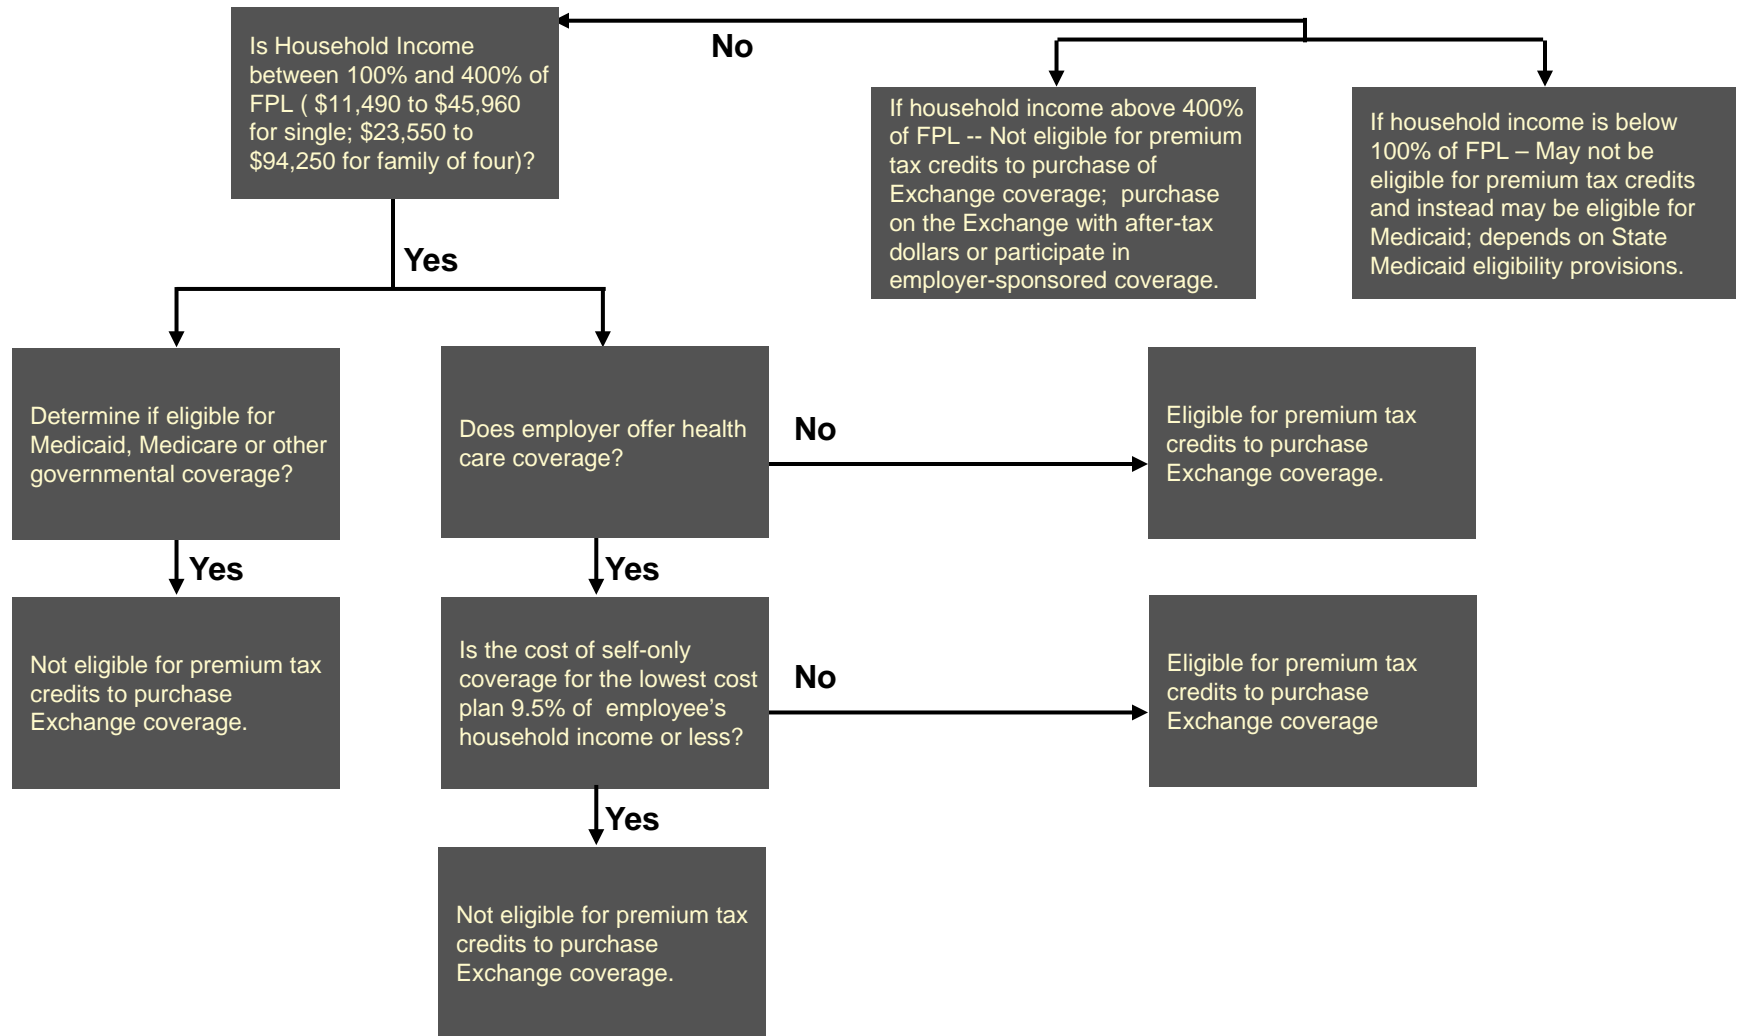 Is Household Income
between 100% and 400% of
FPL ( $11,490 to $45,960
for single; $23,550 to
$94,250 for family of four)?
No
If household income above 400%
of FPL -- Not eligible for premium
tax credits to purchase of
Exchange coverage;  purchase
on the Exchange with after-tax
dollars or participate in
employer-sponsored coverage.
If household income is below
100% of FPL – May not be
eligible for premium tax credits
and instead may be eligible for
Medicaid; depends on State
Medicaid eligibility provisions.
Yes
Determine if eligible for
Medicaid, Medicare or other
governmental coverage?
Does employer offer health
care coverage?
No
Eligible for premium tax
credits to purchase
Exchange coverage.
Yes
Yes
Not eligible for premium tax
credits to purchase
Exchange coverage.
Is the cost of self-only
coverage for the lowest cost
plan 9.5% of  employee’s
household income or less?
No
Eligible for premium tax
credits to purchase
Exchange coverage
Yes
Not eligible for premium tax
credits to purchase
Exchange coverage.